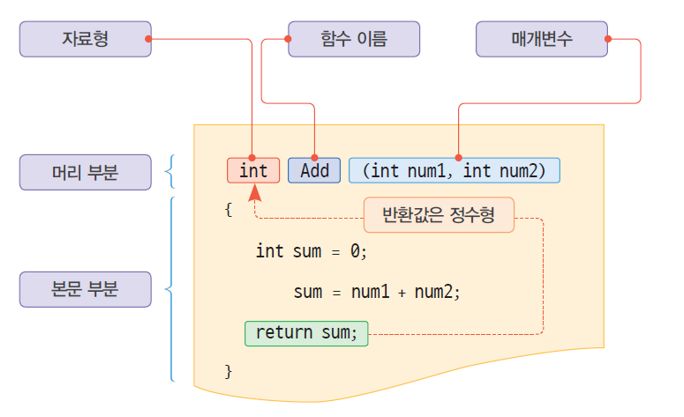 자료형 함수 이름 매개변수
머리 부분 int Add (int num1, int num2)
{ 반환값은 정수형
int sum = 0;
본문 부분 sum = num1 + num2;
return sum;
}